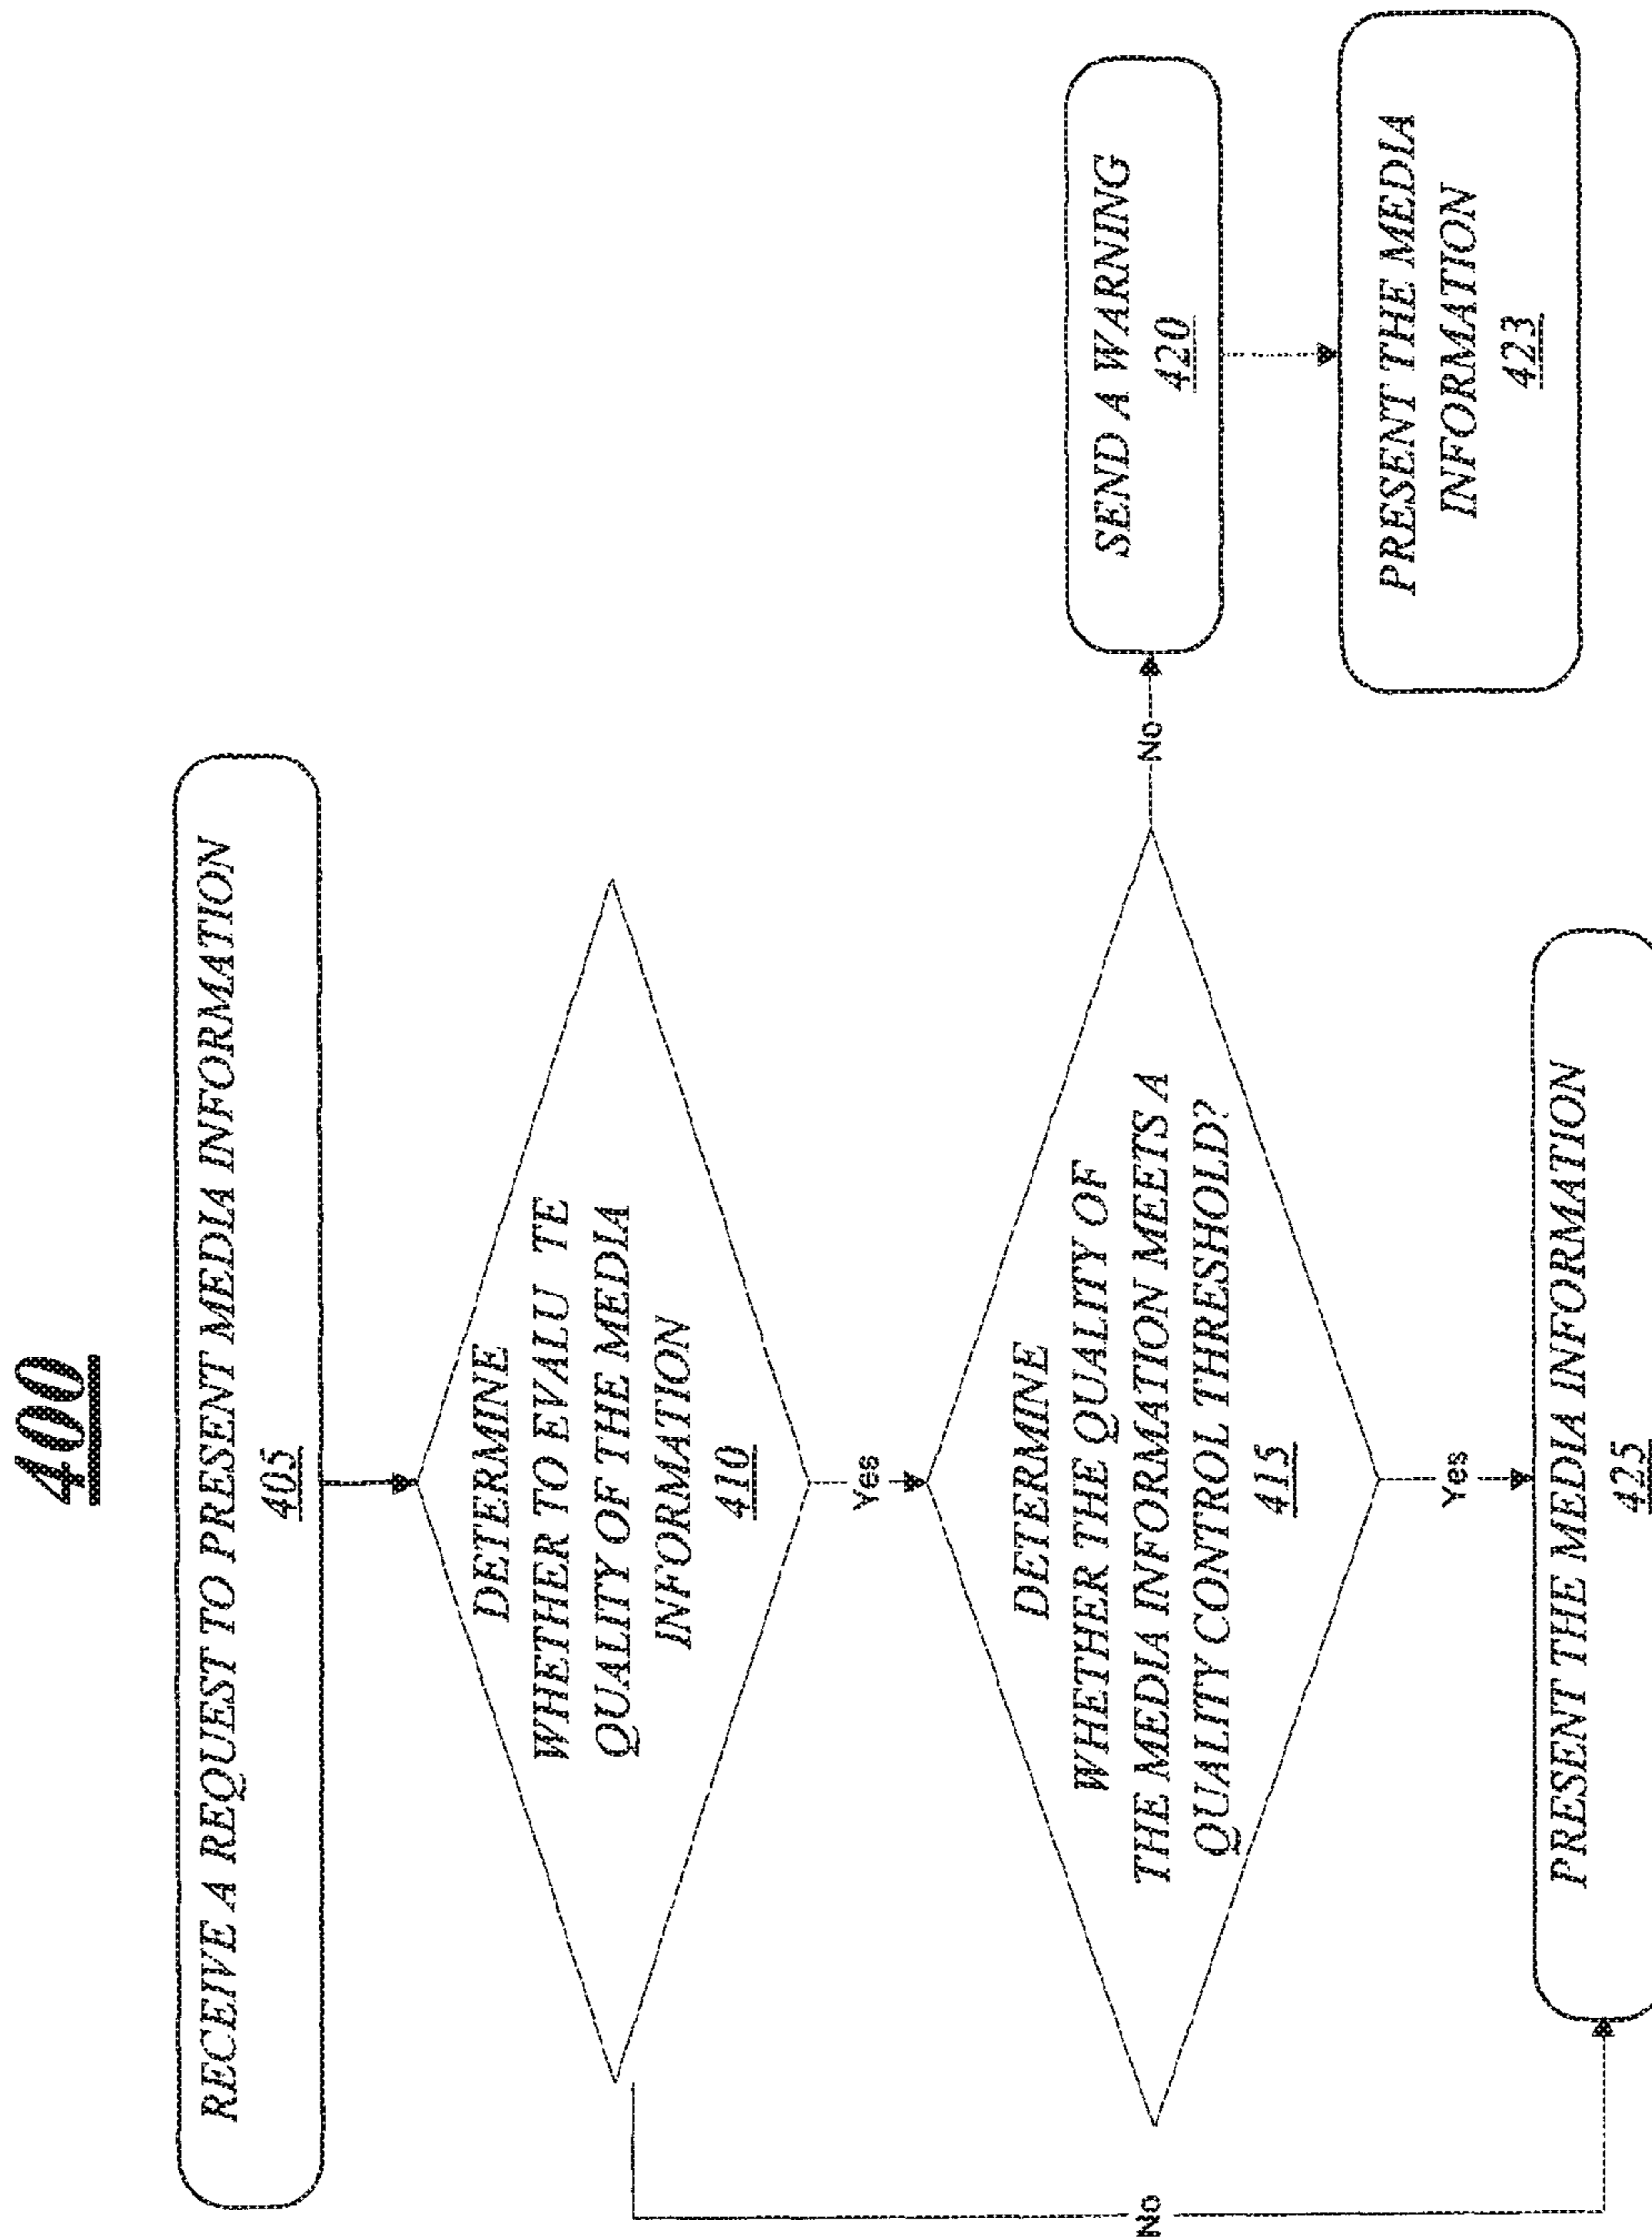 400
RECEIVE A REQUEST TO PRESENT MEDIA INFORMATION
405
DETERMINE
WHETHER TO EVALU TE
QUALITY OF THE MEDIA
INFORMATION
410
Yes
No
DETERMINE
WHETHER THE QUALITY OF
THE MEDIA INFORMATION MEETS A
QUALITY CONTROL THRESHOLD?
415
No
SEND A WARNING
420
PRESENT THE MEDIA
INFORMATION
423
Yes
PRESENT THE MEDIA INFORMATION
425